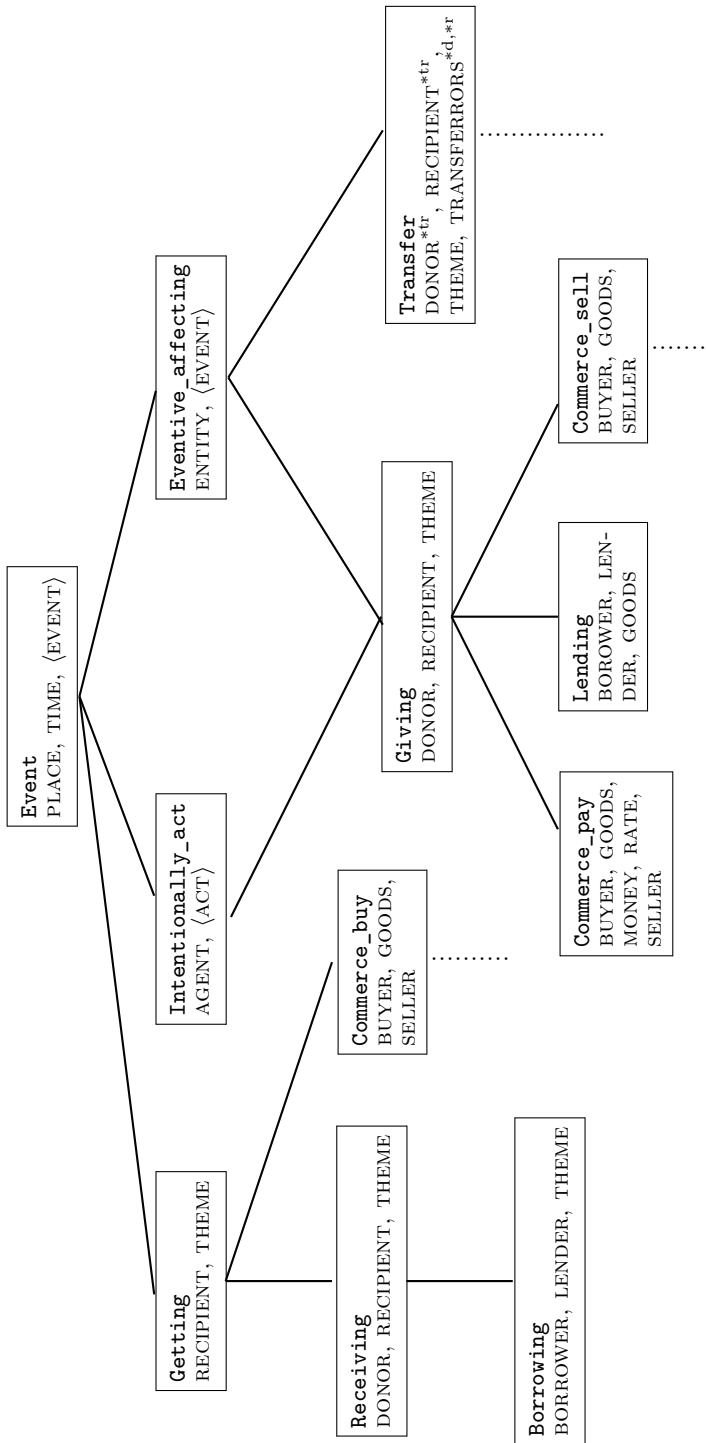 Event
PLACE, TIME, ⟨EVENT⟩
Getting
RECIPIENT, THEME
Intentionally_act
AGENT, ⟨ACT⟩
Eventive_affecting
ENTITY, ⟨EVENT⟩
Receiving
DONOR, RECIPIENT, THEME
Commerce_buy
BUYER, GOODS,
SELLER
Giving
DONOR, RECIPIENT, THEME
Transfer
DONOR*tr, RECIPIENT*tr,
THEME, TRANSFERRORS*d,*r
Borrowing
BORROWER, LENDER, THEME
Commerce_pay
BUYER, GOODS,
MONEY, RATE,
SELLER
Lending
BOROWER, LEN-
DER, GOODS
Commerce_sell
BUYER, GOODS,
SELLER